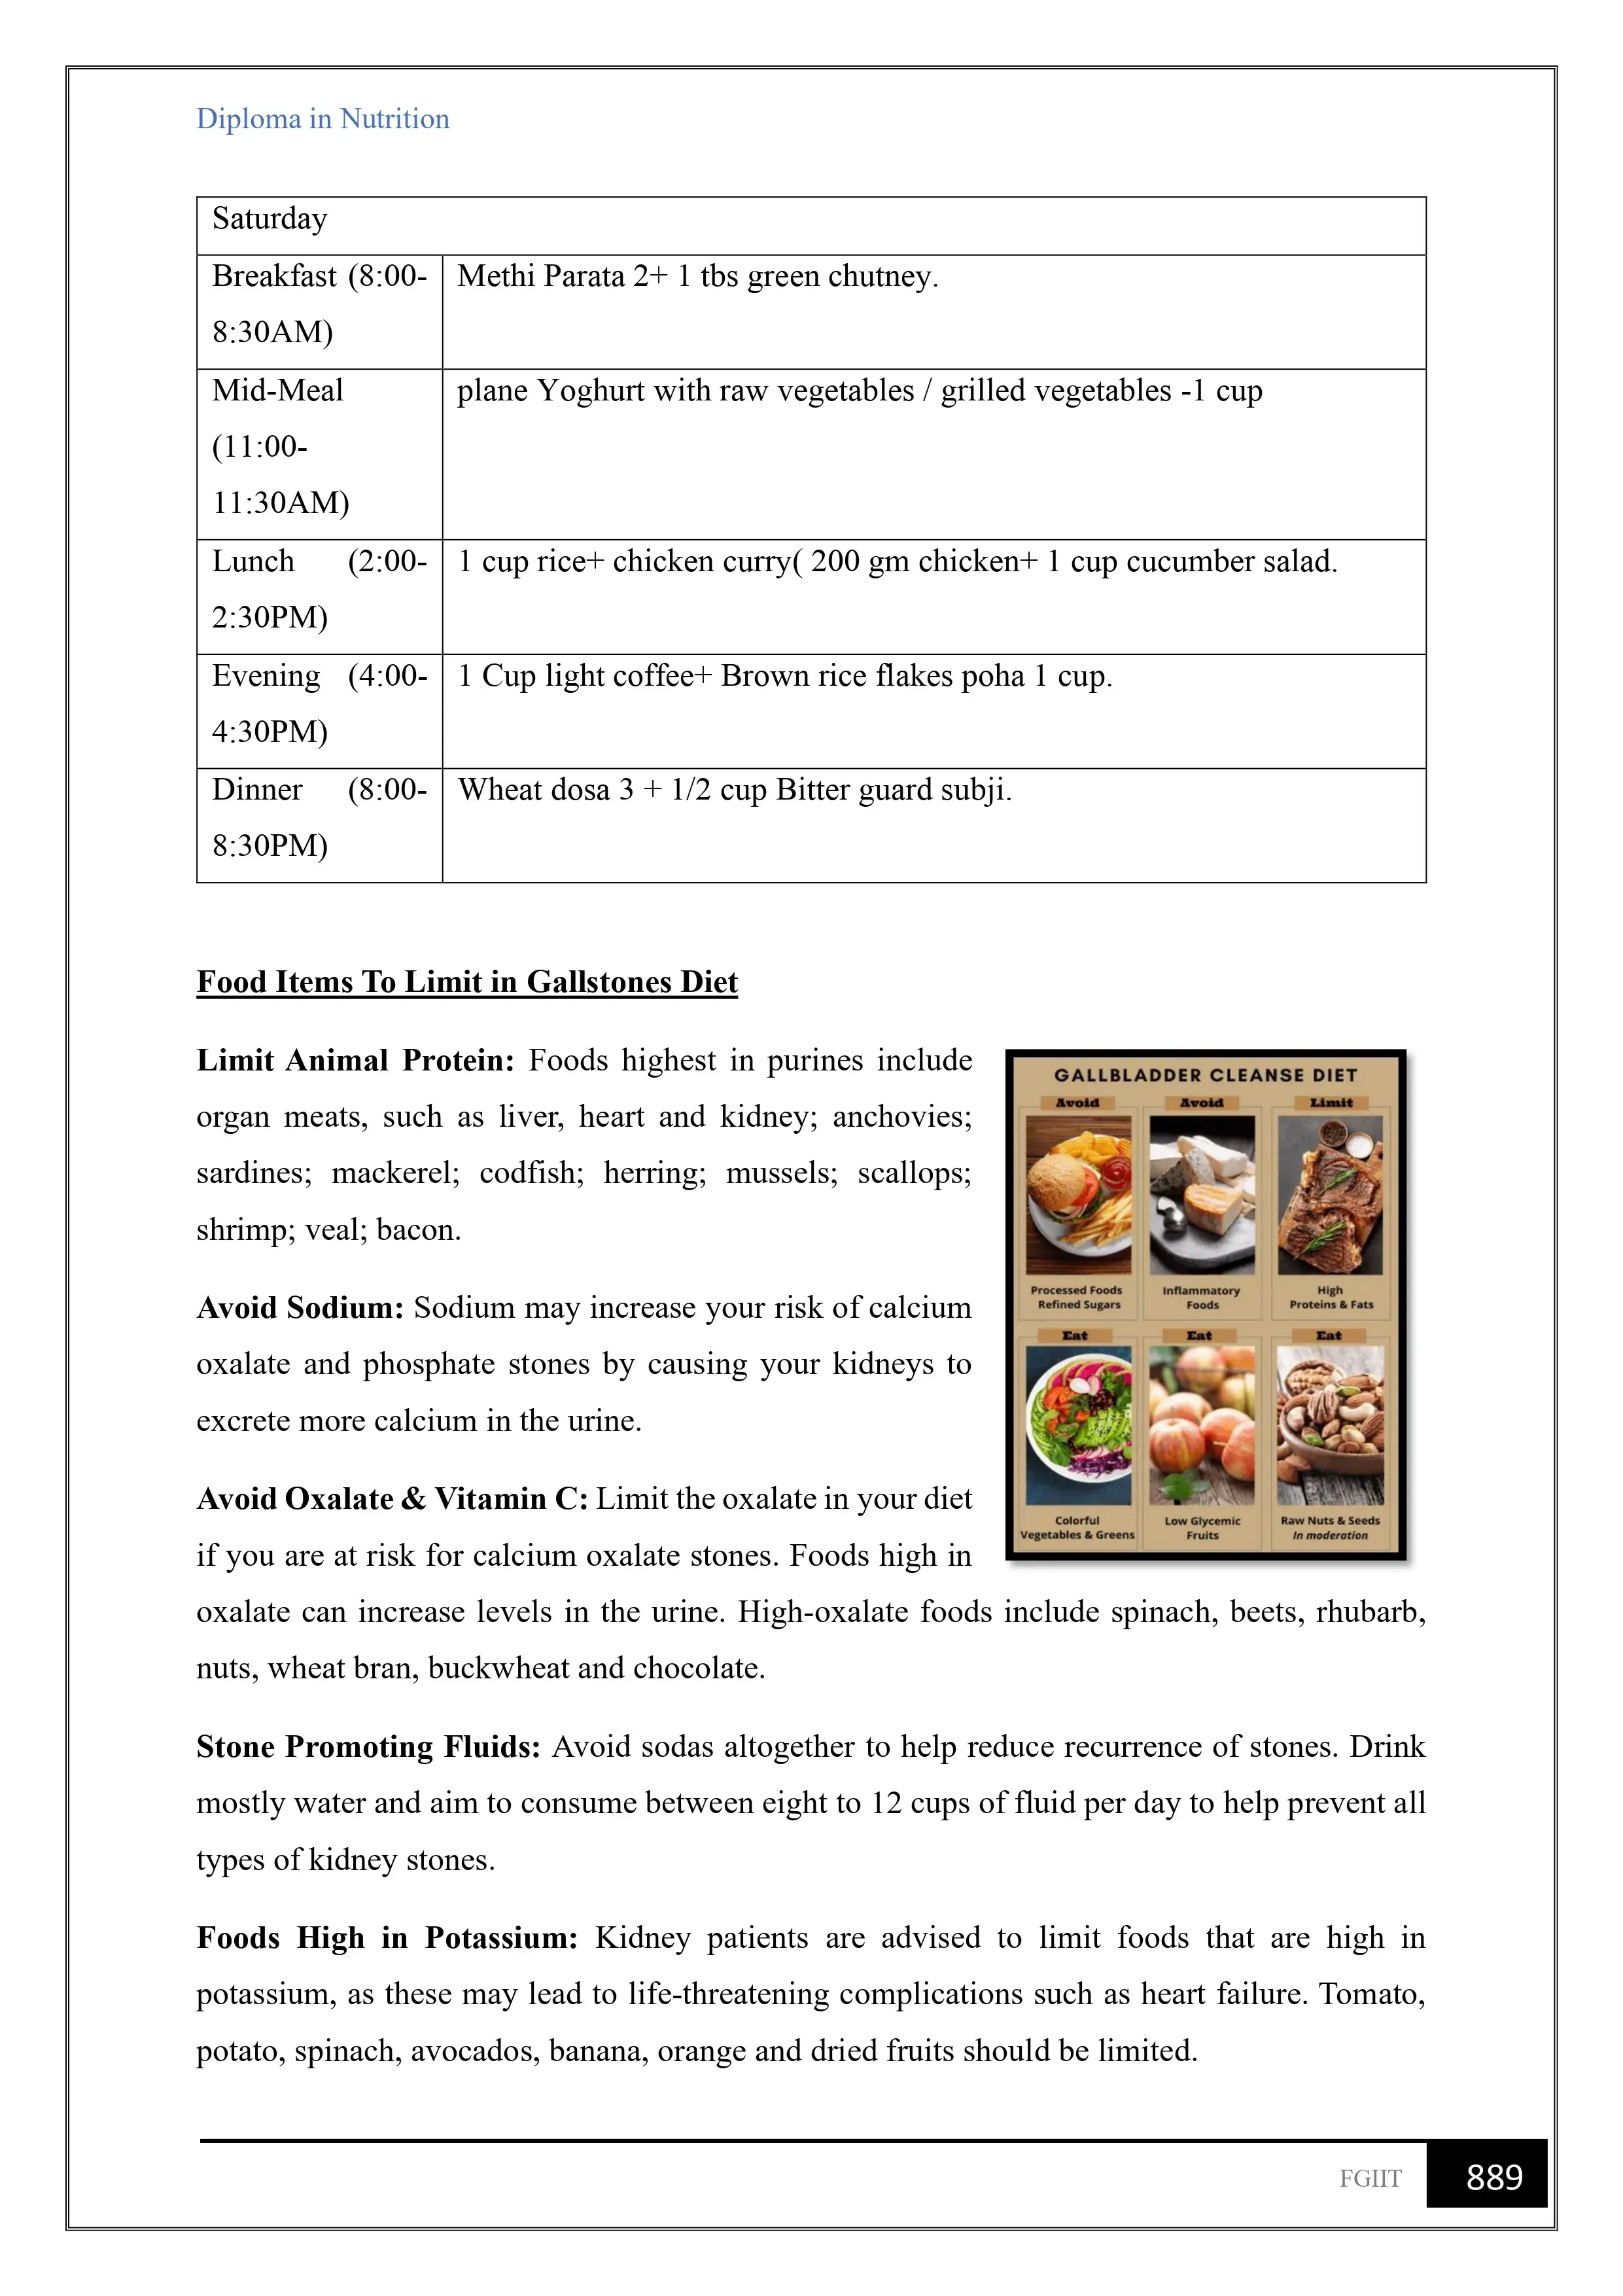 Diploma in Nutrition
Saturday
Breakfast (8:00-
8:30AM)
Methi Parata 2+ 1 tbs green chutney.
Mid-Meal
(11:00-
11:30AM)
plane Yoghurt with raw vegetables / grilled vegetables -1 cup
Lunch (2:00-
2:30PM)
1 cup rice+ chicken curry( 200 gm chicken+ 1 cup cucumber salad.
Evening (4:00-
4:30PM)
1 Cup light coffee+ Brown rice flakes poha 1 cup.
Dinner (8:00-
8:30PM)
Wheat dosa 3 + 1/2 cup Bitter guard subji.
Food Items To Limit in Gallstones Diet
Limit Animal Protein: Foods highest in purines include
organ meats, such as liver, heart and kidney; anchovies;
sardines; mackerel; codfish; herring; mussels; scallops;
shrimp; veal; bacon.
Avoid Sodium: Sodium may increase your risk of calcium
oxalate and phosphate stones by causing your kidneys to
excrete more calcium in the urine.
Avoid Oxalate & Vitamin C: Limit the oxalate in your diet
if you are at risk for calcium oxalate stones. Foods high in
oxalate can increase levels in the urine. High-oxalate foods include spinach, beets, rhubarb,
nuts, wheat bran, buckwheat and chocolate.
GALLBLADDER CLEANSE DIET
Avoid
Avoid
Limit
Processed Foods
Refined Sugars
Inflammatory
Foods
High
Proteins & Fats
Eat
Eat
Eat
Colorful
Vegetables & Greens
Low Glycemic
Fruits
Raw Nuts & Seeds
In moderation
Stone Promoting Fluids: Avoid sodas altogether to help reduce recurrence of stones. Drink
mostly water and aim to consume between eight to 12 cups of fluid per day to help prevent all
types of kidney stones.
Foods High in Potassium: Kidney patients are advised to limit foods that are high in
potassium, as these may lead to life-threatening complications such as heart failure. Tomato,
potato, spinach, avocados, banana, orange and dried fruits should be limited.
FGIIT
889